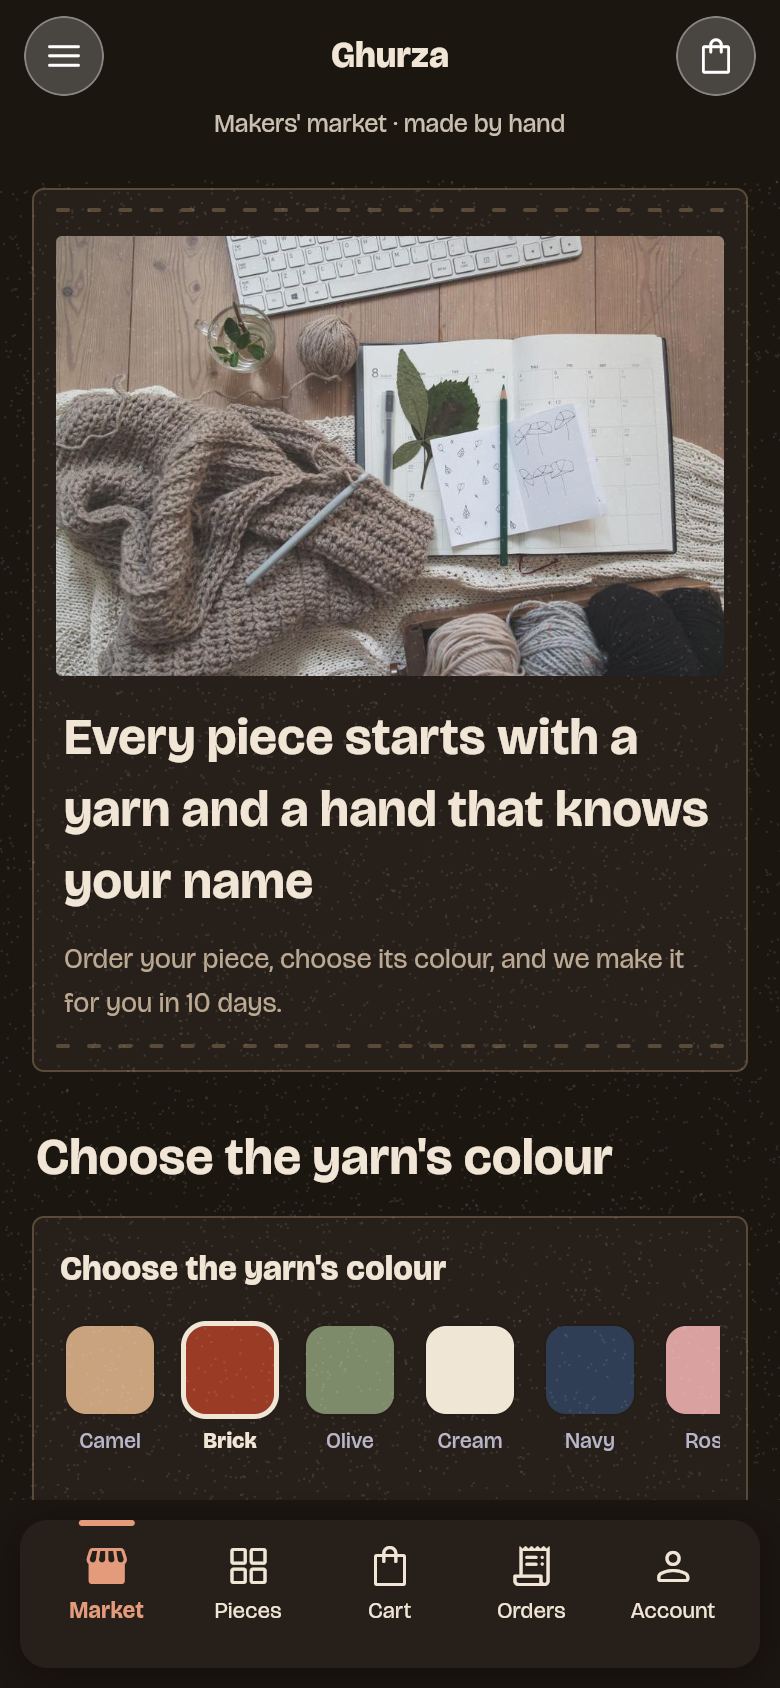 Ghurza
Makers' market · made by hand
8
Every piece starts with a
yarn and a hand that knows
your name
Order your piece, choose its colour, and we make it
for you in 10 days.
Choose the yarn's colour
Choose the yarn's colour
Camel
Brick
Olive
Cream
Navy
Ros
Market
Pieces
Cart
Orders
Account